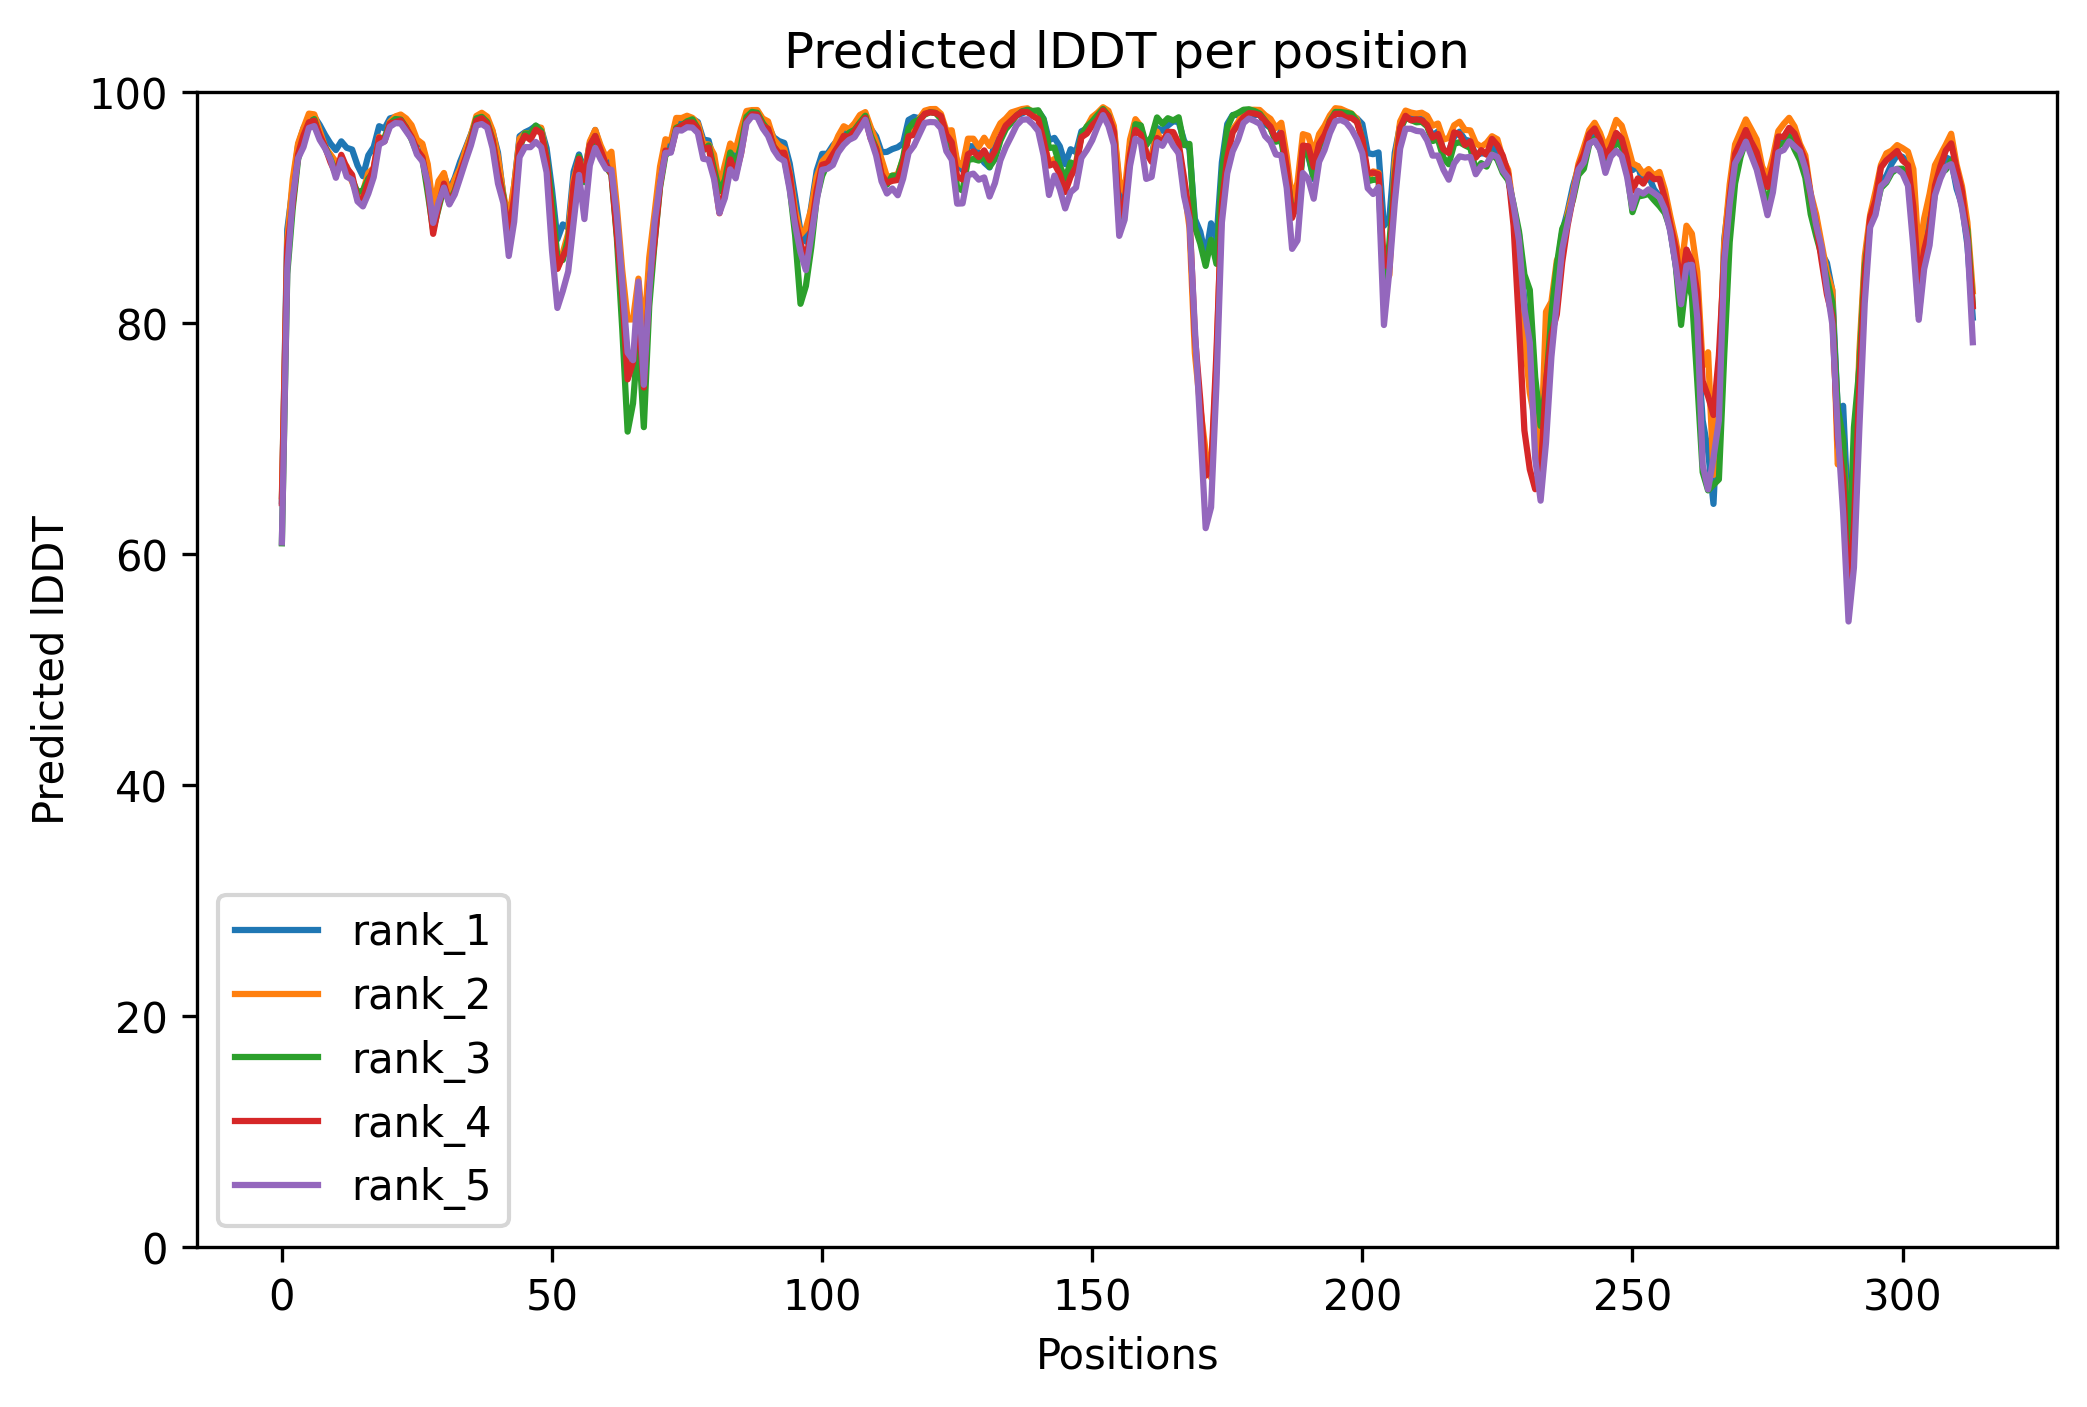 Predicted lDDT per position
Predicted lDDT
100
80
60
40
20
0
rank_1
rank_2
rank_3
rank_4
rank_5
0 50 100 150 200 250 300
Positions